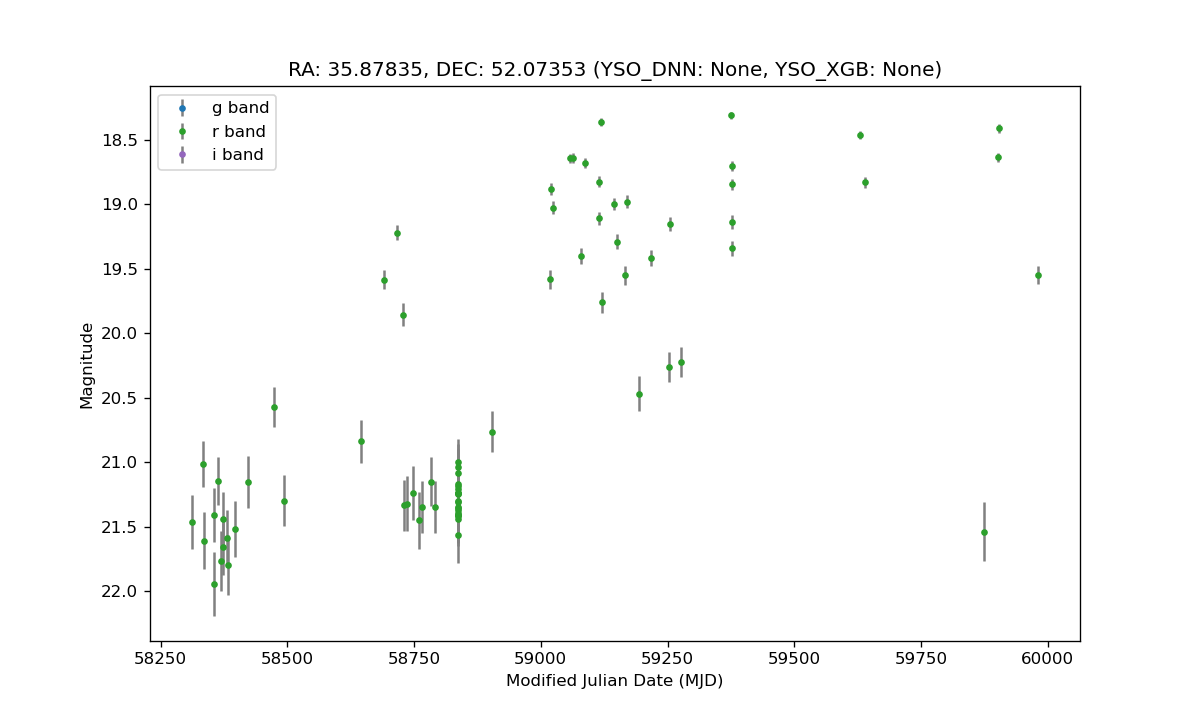 RA: 35.87835, DEC: 52.07353 (YSO_DNN: None, YSO_XGB: None)
g band
r band
i band
18.5
19.0
19.5
20.0
20.5
21.0
21.5
22.0
Magnitude
58250 58500 58750 59000 59250 59500 59750 60000
Modified Julian Date (MJD)